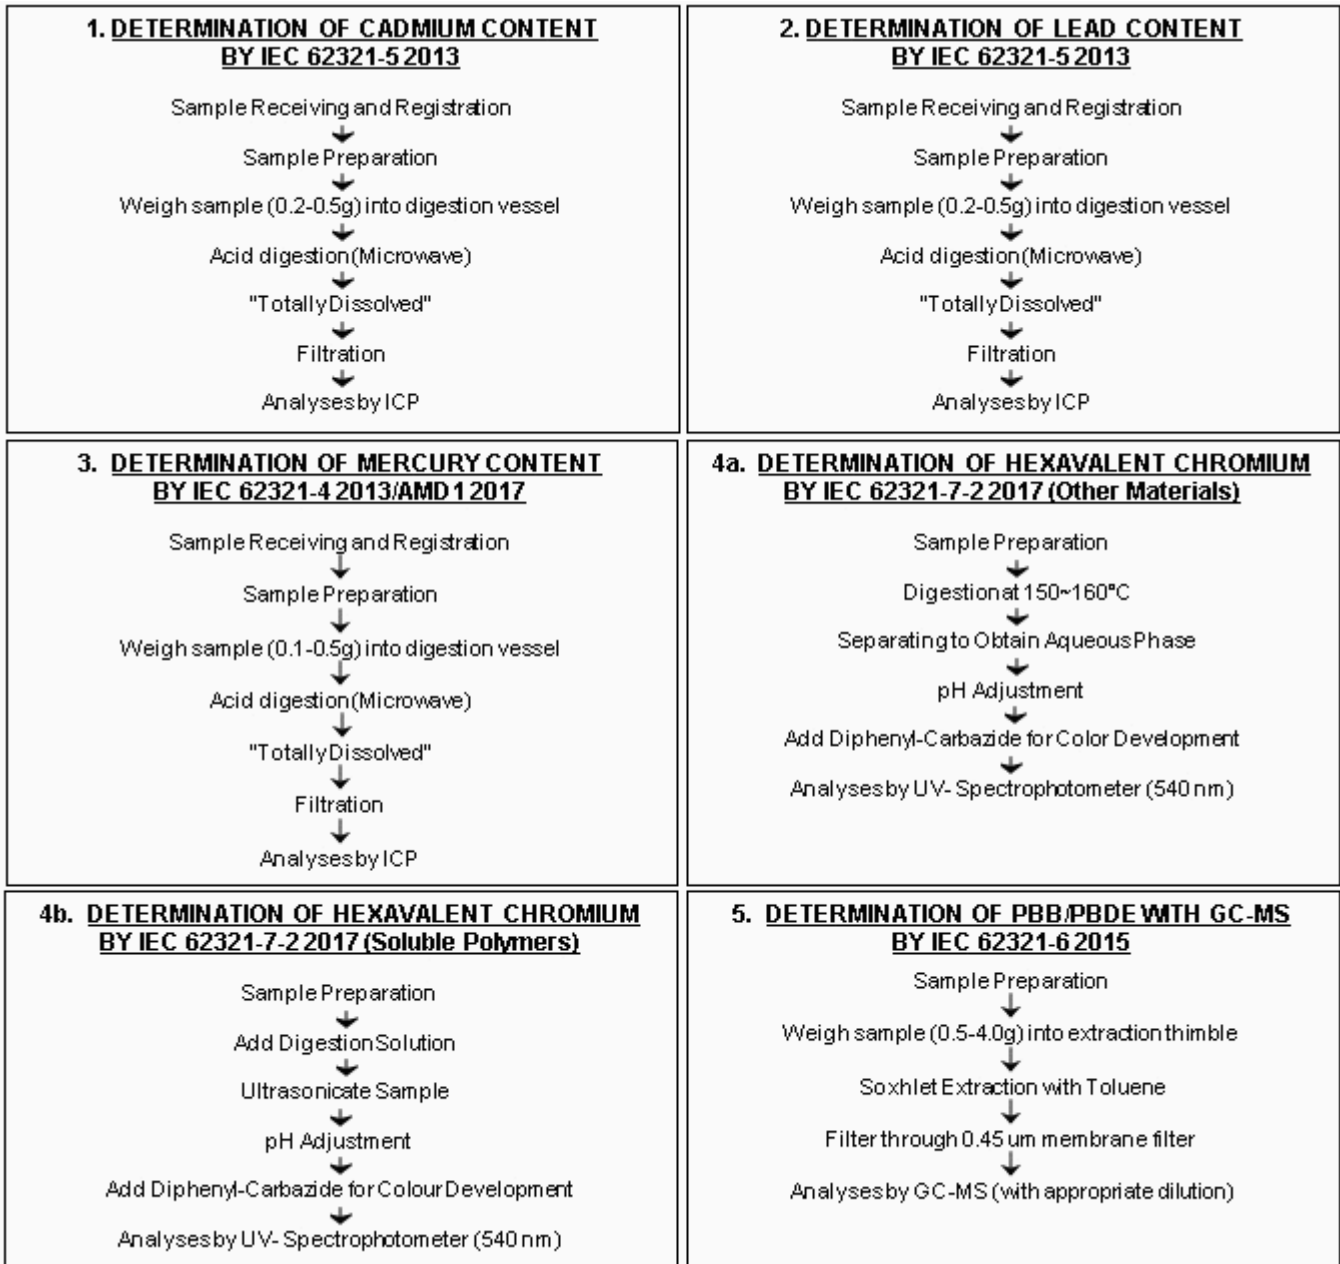 1. DETERMINATION OF CADMIUM CONTENT
BY IEC 62321-5 2013
Sample Receiving and Registration
Sample Preparation
Weigh sample (0.2-0.5g) into digestion vessel
Acid digestion (Microwave)
"Totally Dissolved"
Filtration
Analyses by ICP
2. DETERMINATION OF LEAD CONTENT
BY IEC 62321-5 2013
Sample Receiving and Registration
Sample Preparation
Weigh sample (0.2-0.5g) into digestion vessel
Acid digestion (Microwave)
"Totally Dissolved"
Filtration
Analyses by ICP
3. DETERMINATION OF MERCURY CONTENT
BY IEC 62321-4 2013/AMD1 2017
Sample Receiving and Registration
Sample Preparation
Weigh sample (0.1-0.5g) into digestion vessel
Acid digestion (Microwave)
"Totally Dissolved"
Filtration
Analyses by ICP
4a. DETERMINATION OF HEXAVALENT CHROMIUM
BY IEC 62321-7-2 2017 (Other Materials)
Sample Preparation
Digestion at 150~160°C
Separating to Obtain Aqueous Phase
pH Adjustment
Add Diphenyl-Carbazide for Color Development
Analyses by UV- Spectrophotometer (540 nm)
4b. DETERMINATION OF HEXAVALENT CHROMIUM
BY IEC 62321-7-2 2017 (Soluble Polymers)
Sample Preparation
Add Digestion Solution
Ultrasonicate Sample
pH Adjustment
Add Diphenyl-Carbazide for Colour Development
Analyses by UV- Spectrophotometer (540 nm)
5. DETERMINATION OF PBB/PBDE WITH GC-MS
BY IEC 62321-6 2015
Sample Preparation
Weigh sample (0.5-4.0g) into extraction thimble
Soxhlet Extraction with Toluene
Filter through 0.45 um membrane filter
Analyses by GC-MS (with appropriate dilution)